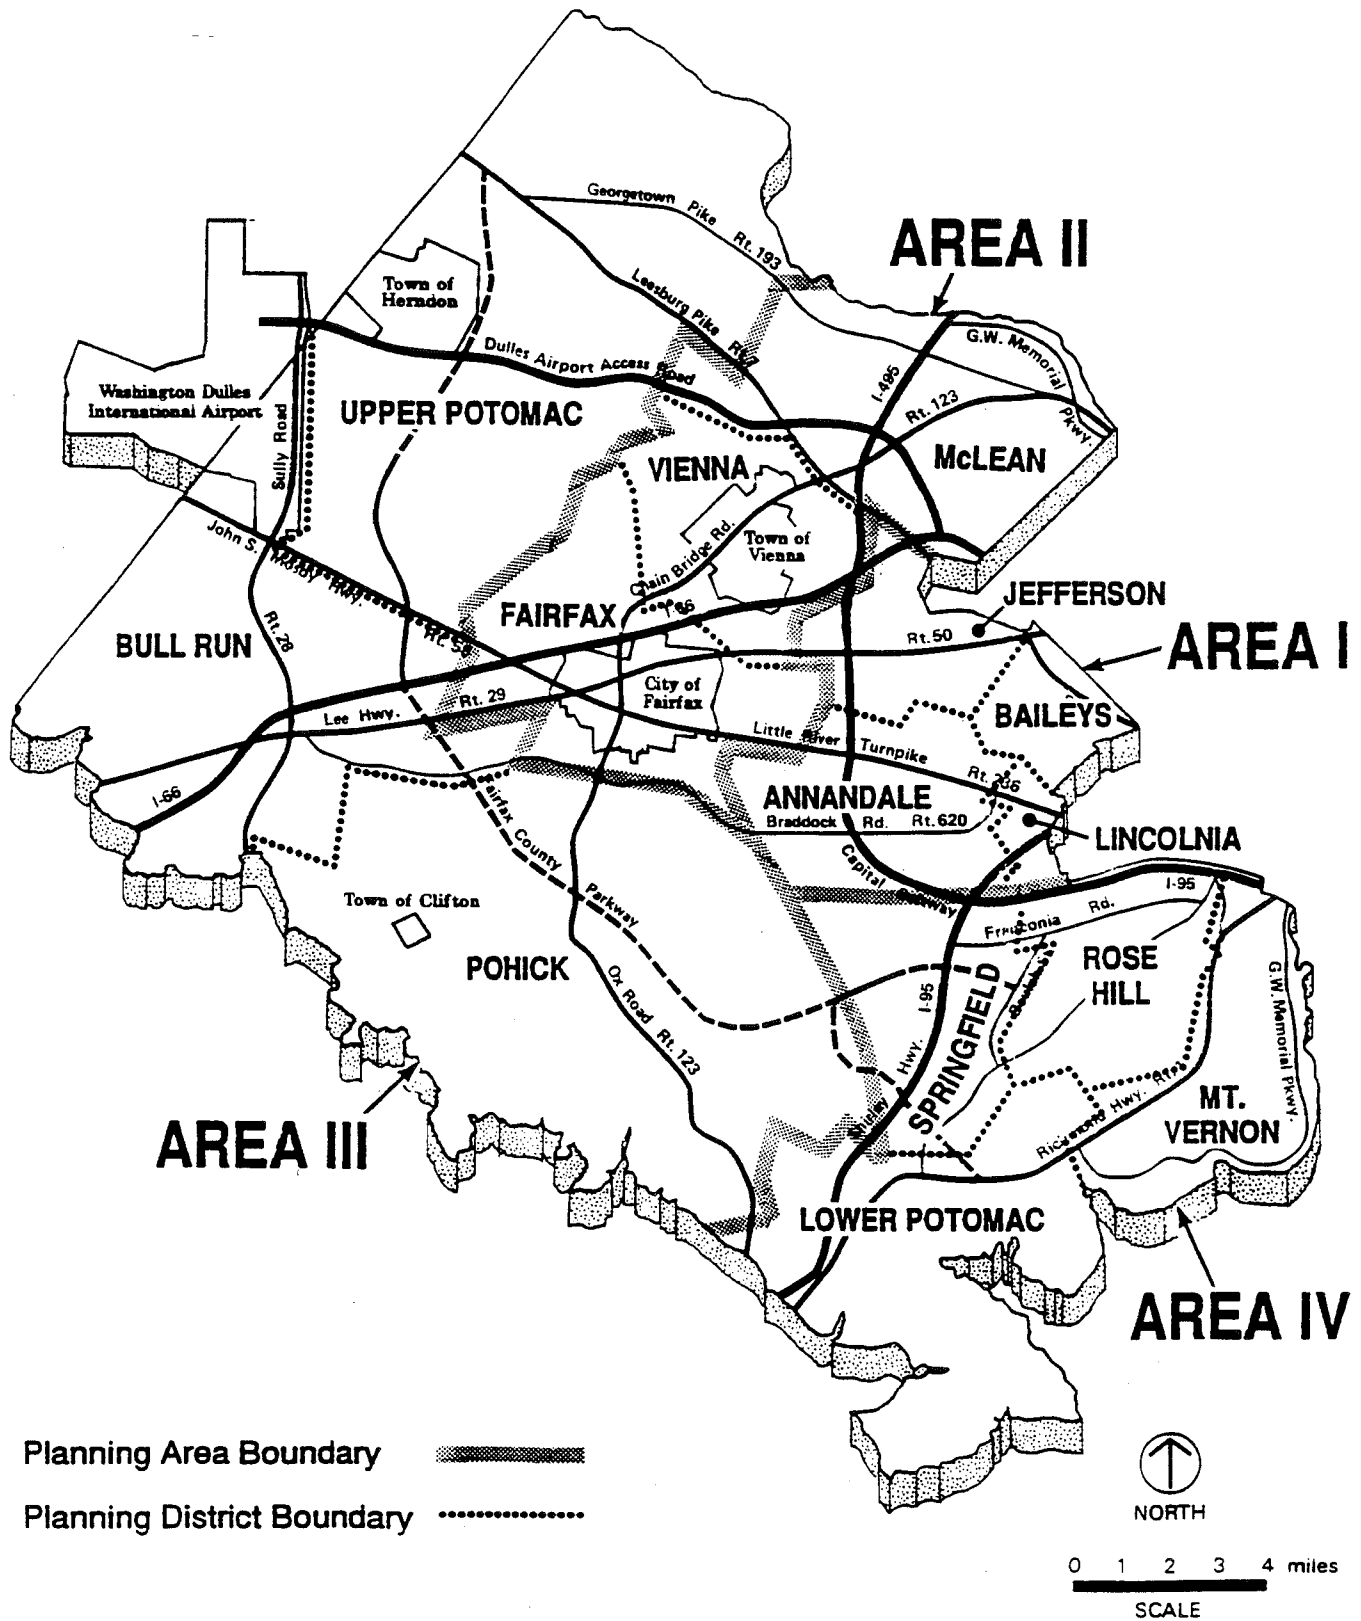 Georgetown Pike Rt. 193
AREA II
Town of
Herndon
Leesburg Pike Rt.7
G.W. Memorial
Pkwy.
Dulles Airport Access Road
I-495
Rt. 123
Washington Dulles
International Airport
UPPER POTOMAC
Sully Road
VIENNA
McLEAN
John S. Mosby Hwy.
Rt. 50
Chain Bridge Rd.
Town of
Vienna
I-66
JEFFERSON
FAIRFAX
Rt. 28
BULL RUN
Rt.50
AREA I
City of
Fairfax
Lee Hwy.
Rt. 29
BAILEYS
Little River Turnpike
Rt. 236
I-66
ANNANDALE
Braddock Rd. Rt.620
LINCOLNIA
Fairfax County Parkway
Capital Beltway
I-95
Town of Clifton
Franconia Rd.
POHICK
ROSE
HILL
Ox Road Rt. 123
I-95
SPRINGFIELD
G.W. Memorial Pkwy.
Shirley Hwy.
AREA III
Richmond Hwy. Rt.1
MT.
VERNON
LOWER POTOMAC
AREA IV
Planning Area Boundary
Planning District Boundary
NORTH
0 1 2 3 4 miles
SCALE